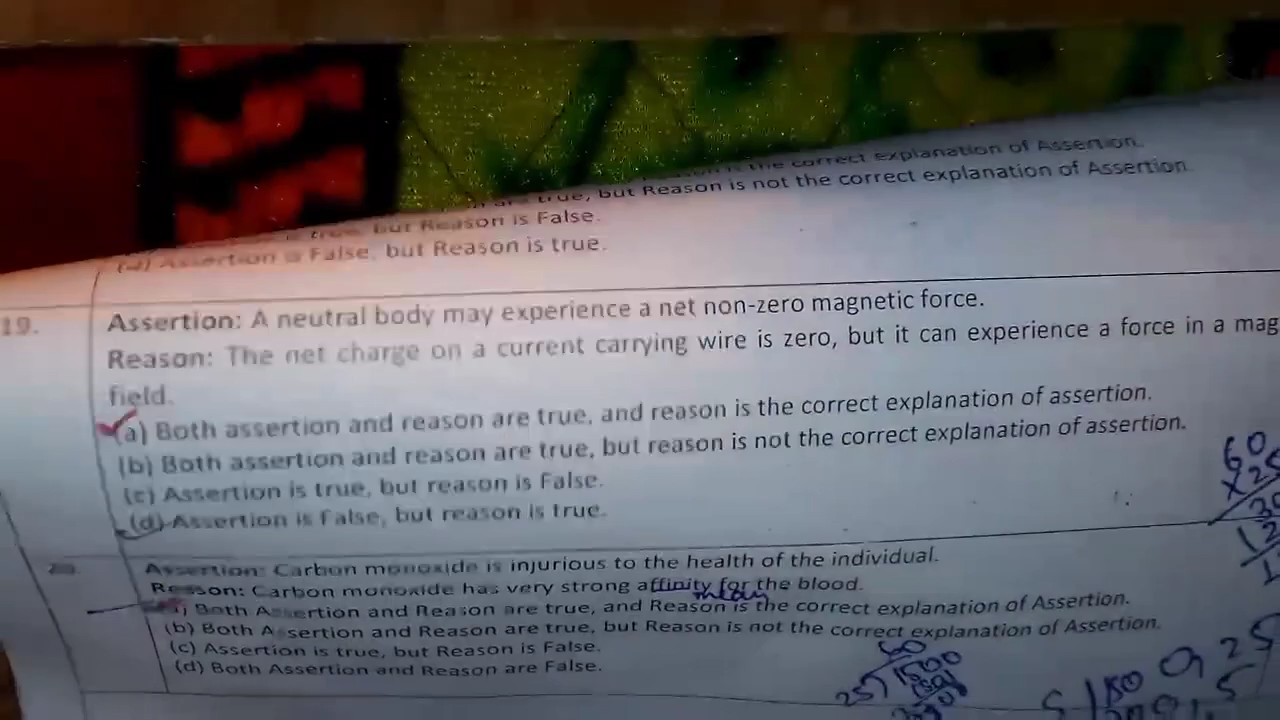 the correct explanation of Assertion.
true, but Reason is not the correct explanation of Assertion.
true, but Reason is False.
(d) Assertion is False, but Reason is true.
19. Assertion: A neutral body may experience a net non-zero magnetic force.
Reason: The net charge on a current carrying wire is zero, but it can experience a force in a mag
field.
(a) Both assertion and reason are true, and reason is the correct explanation of assertion.
(b) Both assertion and reason are true, but reason is not the correct explanation of assertion.
(c) Assertion is true, but reason is False.
(d) Assertion is False, but reason is true.
20. Assertion: Carbon monoxide is injurious to the health of the individual.
Reason: Carbon monoxide has very strong affinity for the blood.
(a) Both Assertion and Reason are true, and Reason is the correct explanation of Assertion.
(b) Both Assertion and Reason are true, but Reason is not the correct explanation of Assertion.
(c) Assertion is true, but Reason is False.
(d) Both Assertion and Reason are False.
60